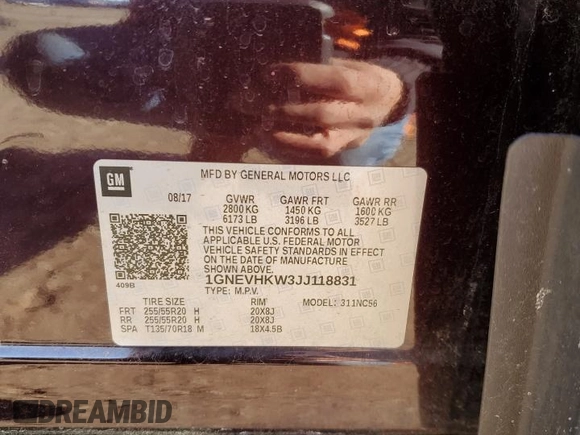 GM
MFD BY GENERAL MOTORS LLC
08/17 GVWR GAWR FRT GAWR RR
2800 KG 1450 KG 1600 KG
6173 LB 3196 LB 3527 LB
THIS VEHICLE CONFORMS TO ALL
APPLICABLE U.S. FEDERAL MOTOR
VEHICLE SAFETY STANDARDS IN EFFECT
ON THE DATE OF MANUFACTURE
SHOWN ABOVE.
409B 1GNEVHKW3JJ118831
TYPE: M.P.V. MODEL: 311NC56
TIRE SIZE RIM
FRT 255/55R20 H 20X8J
RR 255/55R20 H 20X8J
SPA T135/70R18 M 18X4.5B
DREAMBID